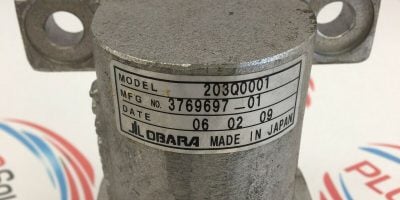 MODEL 203Q0001
MFG NO. 3769697-01
DATE 06 02 09
OBARA MADE IN JAPAN